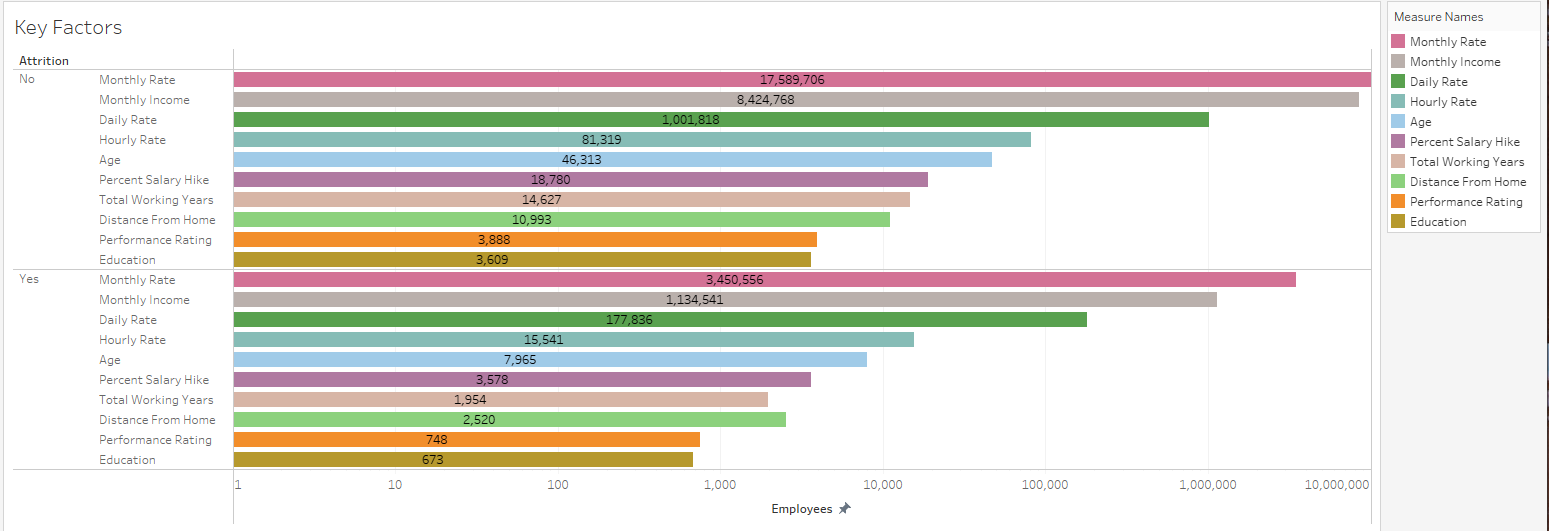 Key Factors
Attrition
No
Monthly Rate 17,589,706
Monthly Income 8,424,768
Daily Rate 1,001,818
Hourly Rate 81,319
Age 46,313
Percent Salary Hike 18,780
Total Working Years 14,627
Distance From Home 10,993
Performance Rating 3,888
Education 3,609
Yes
Monthly Rate 3,450,556
Monthly Income 1,134,541
Daily Rate 177,836
Hourly Rate 15,541
Age 7,965
Percent Salary Hike 3,578
Total Working Years 1,954
Distance From Home 2,520
Performance Rating 748
Education 673
1 10 100 1,000 10,000 100,000 1,000,000 10,000,000
Employees
Measure Names
Monthly Rate
Monthly Income
Daily Rate
Hourly Rate
Age
Percent Salary Hike
Total Working Years
Distance From Home
Performance Rating
Education